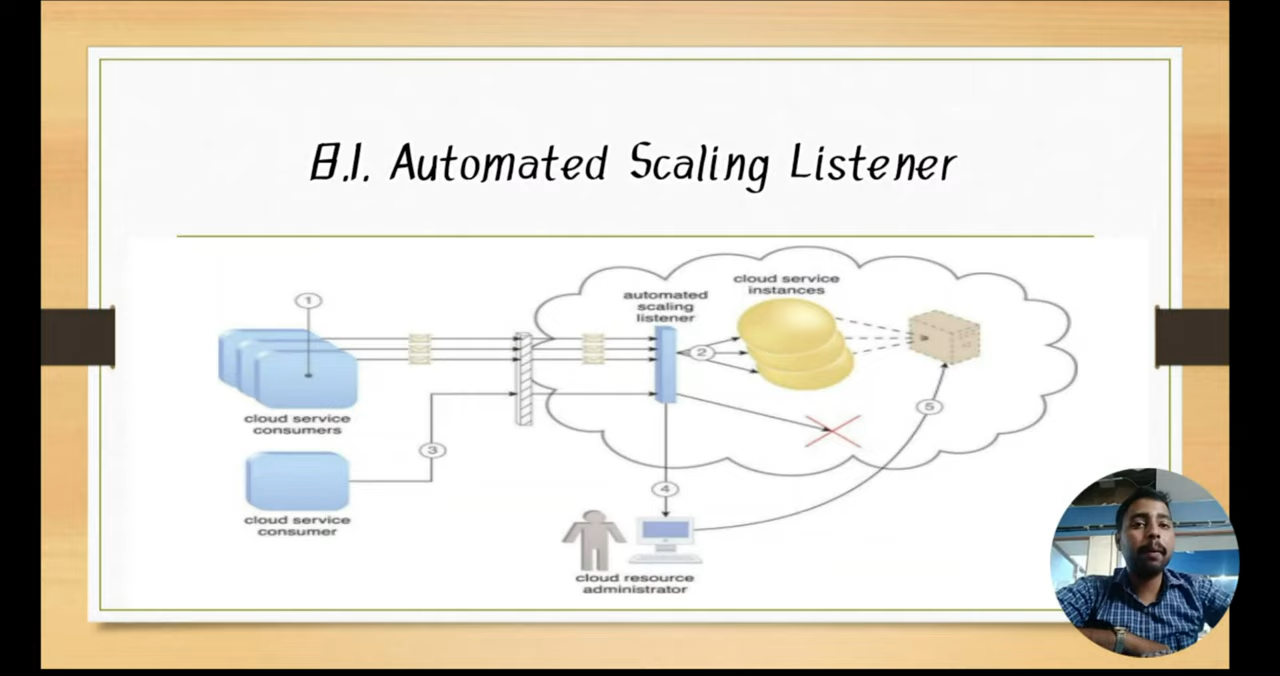 8.1. Automated Scaling Listener
cloud service
instances
automated
scaling
listener
1
2
cloud service
consumers
5
3
4
cloud service
consumer
cloud resource
administrator